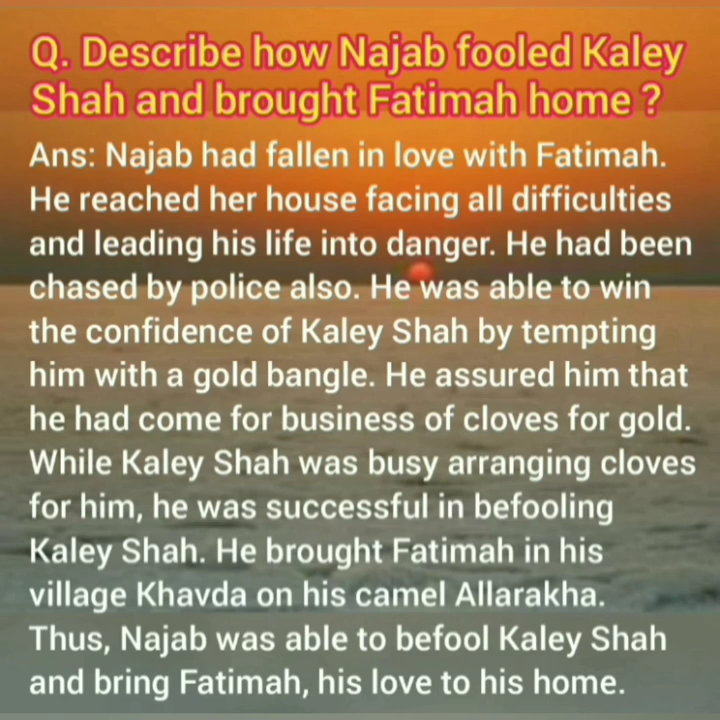 Q. Describe how Najab fooled Kaley
Shah and brought Fatimah home ?
Ans: Najab had fallen in love with Fatimah.
He reached her house facing all difficulties
and leading his life into danger. He had been
chased by police also. He was able to win
the confidence of Kaley Shah by tempting
him with a gold bangle. He assured him that
he had come for business of cloves for gold.
While Kaley Shah was busy arranging cloves
for him, he was successful in befooling
Kaley Shah. He brought Fatimah in his
village Khavda on his camel Allarakha.
Thus, Najab was able to befool Kaley Shah
and bring Fatimah, his love to his home.